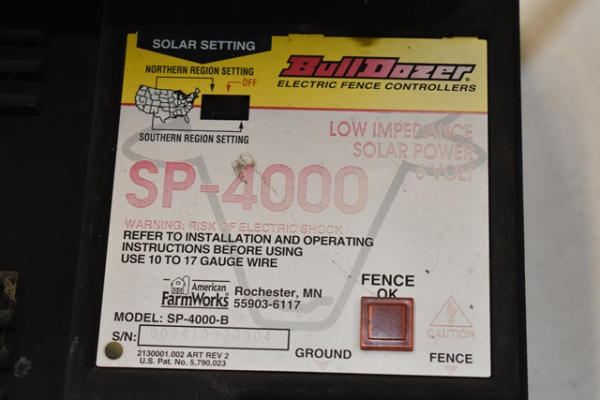 SOLAR SETTING
NORTHERN REGION SETTING
OFF
SOUTHERN REGION SETTING
BullDozer
ELECTRIC FENCE CONTROLLERS
LOW IMPEDANCE
SOLAR POWER
6 VOLT
SP-4000
WARNING: RISK OF ELECTRIC SHOCK
REFER TO INSTALLATION AND OPERATING
INSTRUCTIONS BEFORE USING
USE 10 TO 17 GAUGE WIRE
American
FarmWorks
Rochester, MN
55903-6117
FENCE
OK
MODEL: SP-4000-B
S/N: 000410000904
2130001.002 ART REV 2
U.S. Pat. No. 5,790,023
GROUND
CAUTION
FENCE